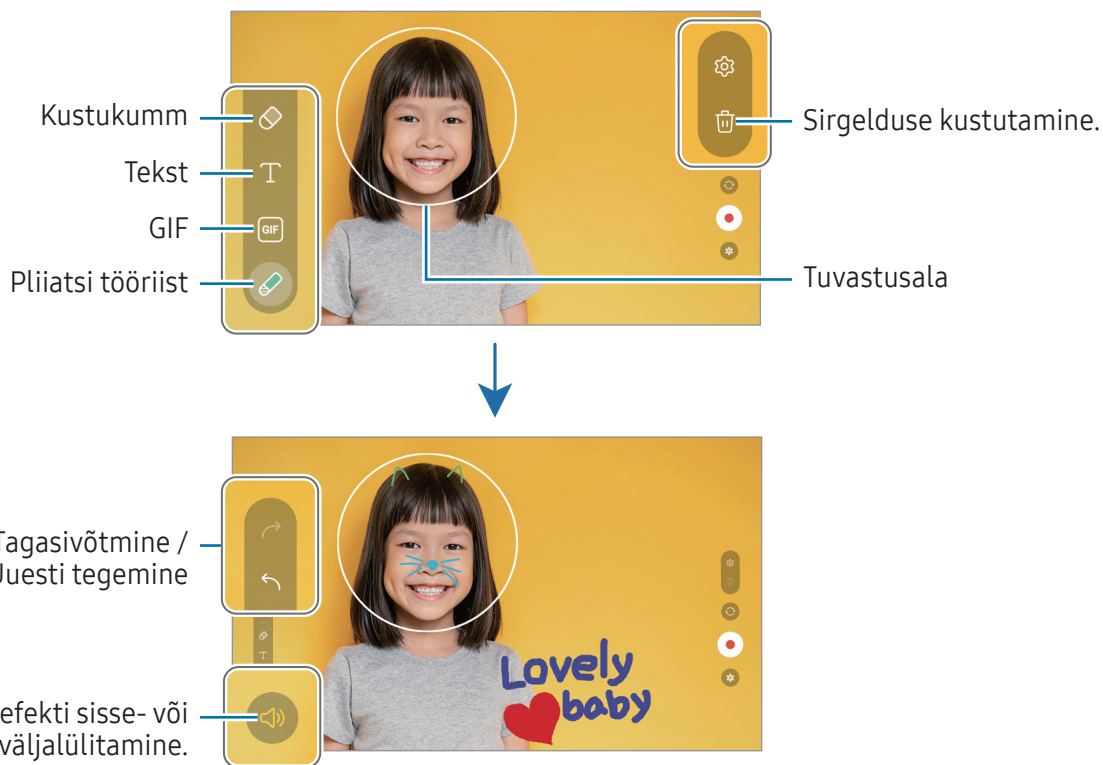 Kustukumm
Tekst
GIF
GIF
Pliiatsi tööriist
Sirgelduse kustutamine.
Tuvastusala
Tagasivõtmine /
Uuesti tegemine
T
T
efekti sisse- või
väljalülitamine.
Lovely
baby